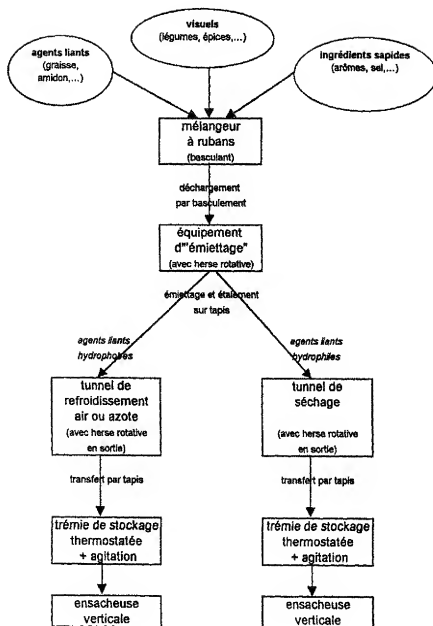 visuels
(légumes, épices,...)
agents liants
(graisse,
amidon,...)
ingrédients sapides
(arômes, sel,...)
mélangeur
à rubans
(basculant)
déchargement
par basculement
équipement
d'"émiettage"
(avec herse rotative)
émiettage et étalement
sur tapis
agents liants
hydrophobes
agents liants
hydrophiles
tunnel de
refroidissement
air ou azote
(avec herse rotative
en sortie)
tunnel de
séchage
(avec herse rotative
en sortie)
transfert par tapis
transfert par tapis
trémie de stockage
thermostatée
+ agitation
trémie de stockage
thermostatée
+ agitation
ensacheuse
verticale
ensacheuse
verticale